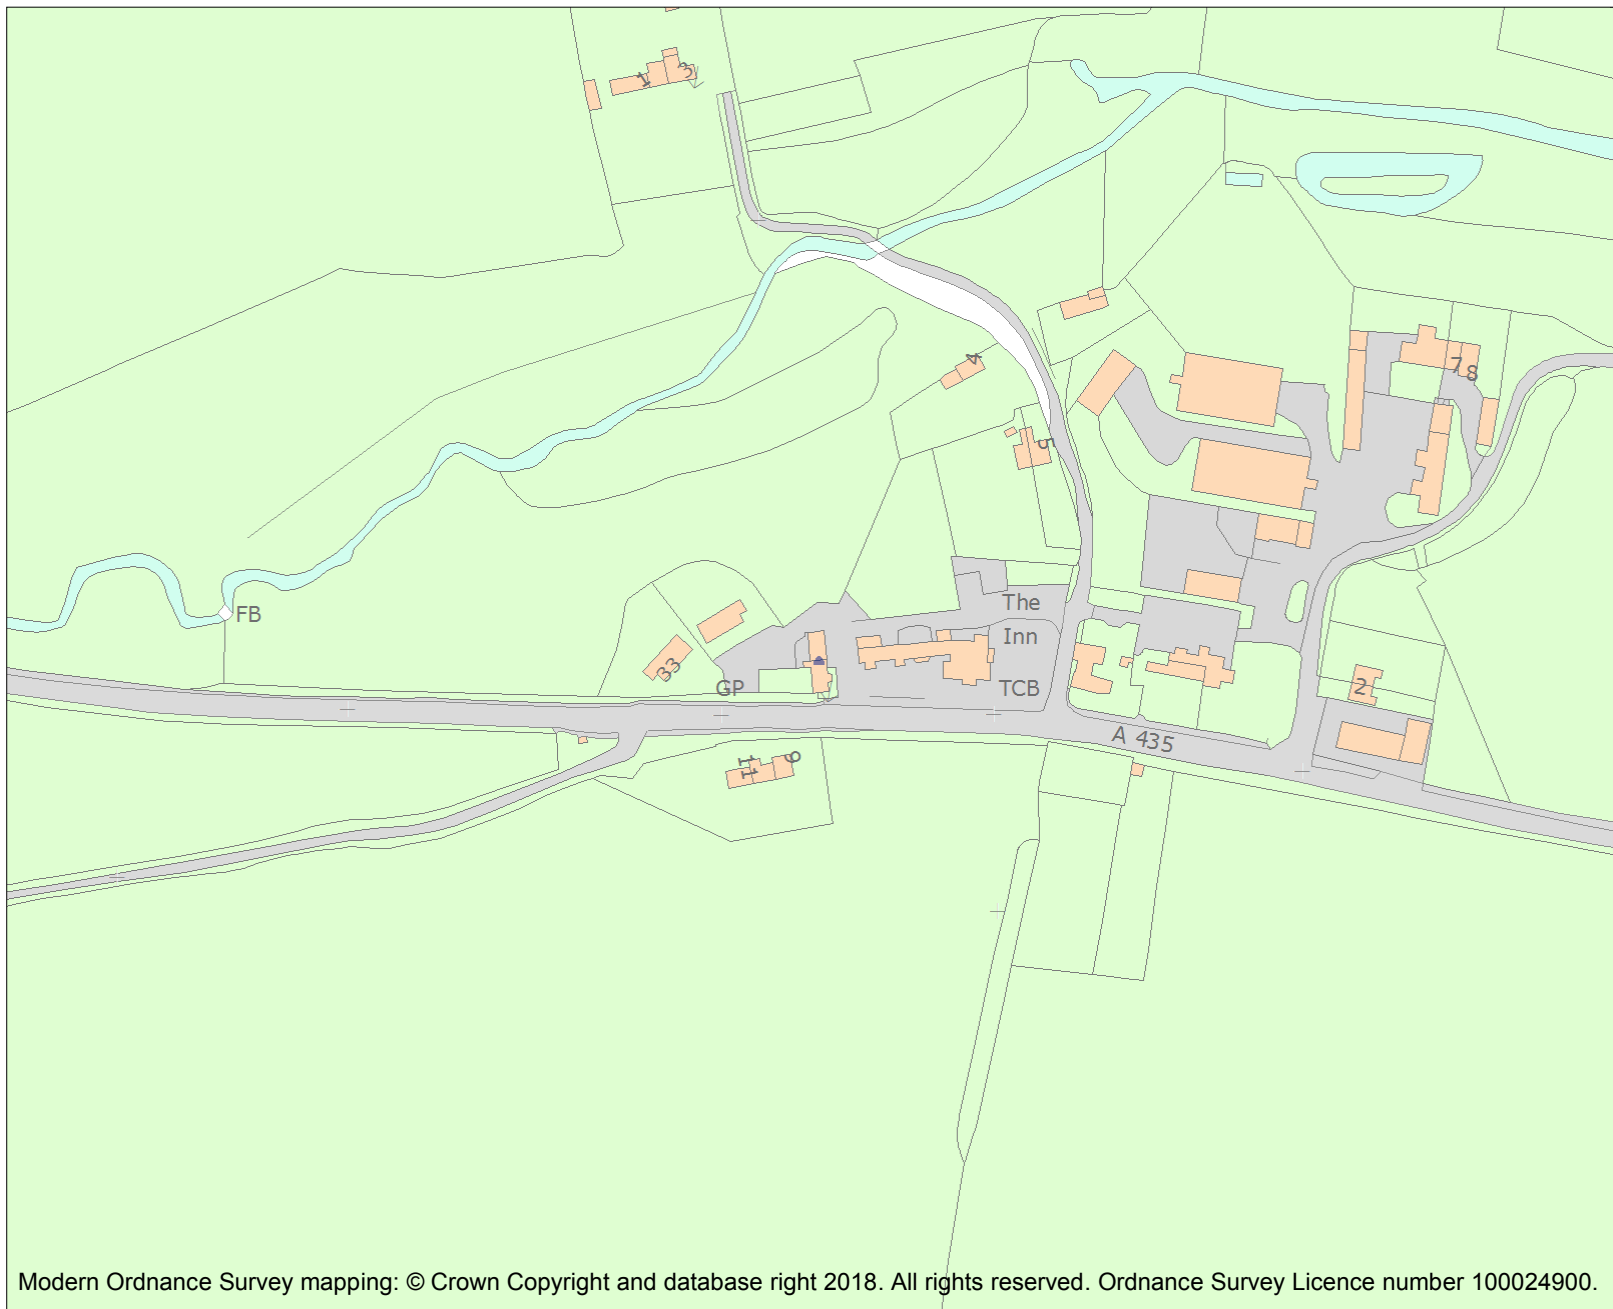 1
3
4
5
7
8
FB
The
Inn
33
GP
TCB
2
A 435
11
9
Modern Ordnance Survey mapping: © Crown Copyright and database right 2018. All rights reserved. Ordnance Survey Licence number 100024900.